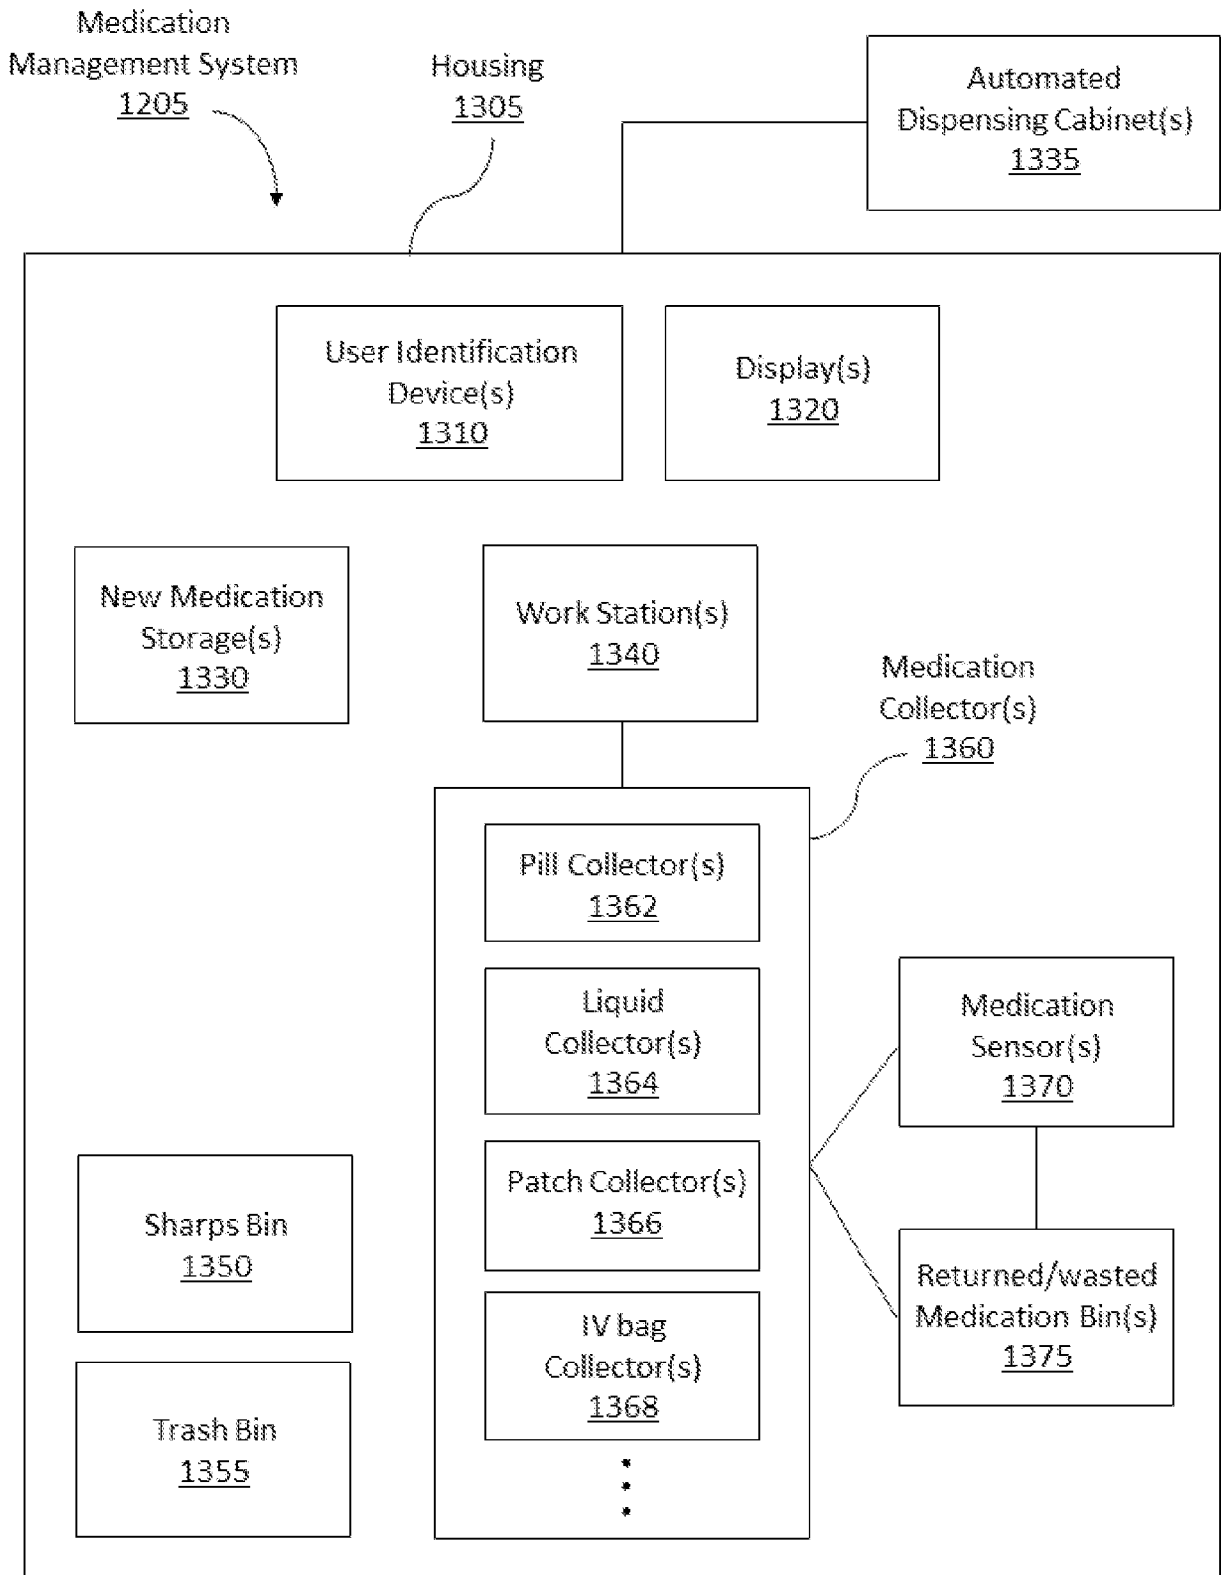 Medication
Management System
1205
Housing
1305
Automated
Dispensing Cabinet(s)
1335
User Identification
Device(s)
1310
Display(s)
1320
New Medication
Storage(s)
1330
Work Station(s)
1340
Medication
Collector(s)
1360
Pill Collector(s)
1362
Liquid
Collector(s)
1364
Medication
Sensor(s)
1370
Patch Collector(s)
1366
Sharps Bin
1350
Returned/wasted
Medication Bin(s)
1375
IV bag
Collector(s)
1368
Trash Bin
1355